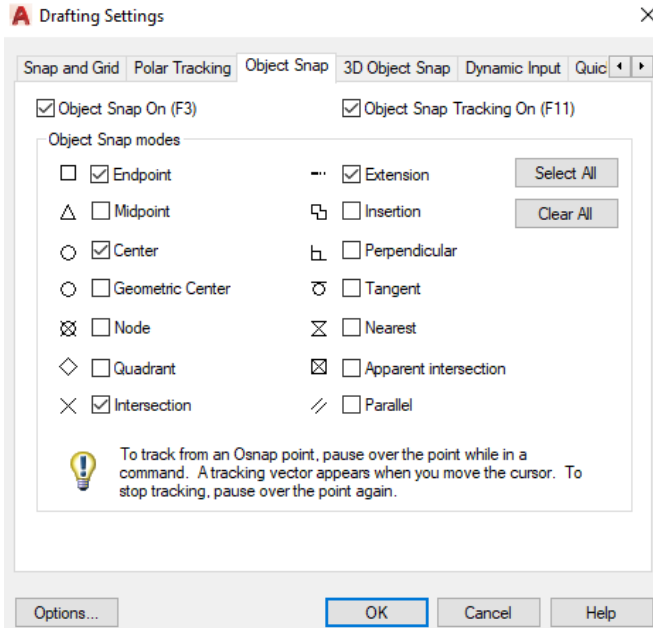 Drafting Settings
Snap and Grid Polar Tracking Object Snap 3D Object Snap Dynamic Input Quic
Object Snap On (F3) Object Snap Tracking On (F11)
Object Snap modes
Endpoint Extension Select All
Midpoint Insertion Clear All
Center Perpendicular
Geometric Center Tangent
Node Nearest
Quadrant Apparent intersection
Intersection Parallel
To track from an Osnap point, pause over the point while in a
command. A tracking vector appears when you move the cursor. To
stop tracking, pause over the point again.
Options... OK Cancel Help